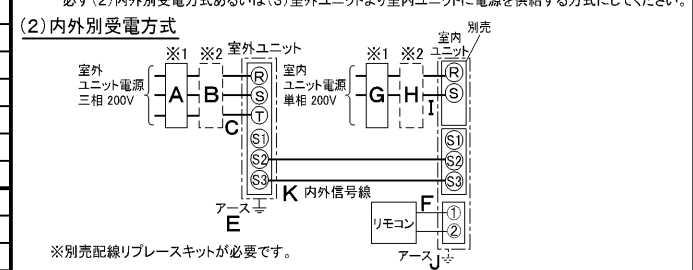 必ず(2)内外別受電方式あるいは(3)室外ユニットより室内ユニットに電源を供給する方式にしてください。
(2)内外別受電方式
※1 ※2 室外ユニット
室外
ユニット電源
三相 200V
A B
C
R
S
T
S1
S2
S3
アース
E
※1 ※2
室内
ユニット
別売
室内
ユニット電源
単相 200V
G H
I
R
S
S1
S2
S3
K 内外信号線
リモコン
F
①
②
アース J
※別売配線リプレースキットが必要です。